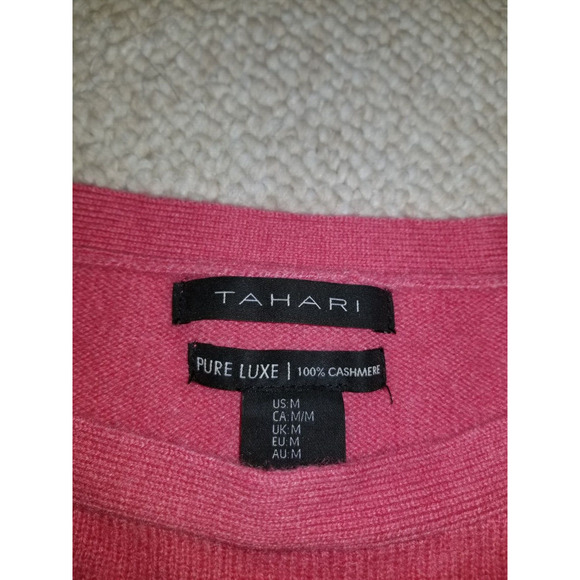 TAHARI
PURE LUXE | 100% CASHMERE
US:M
CA:M/M
UK:M
EU:M
AU:M